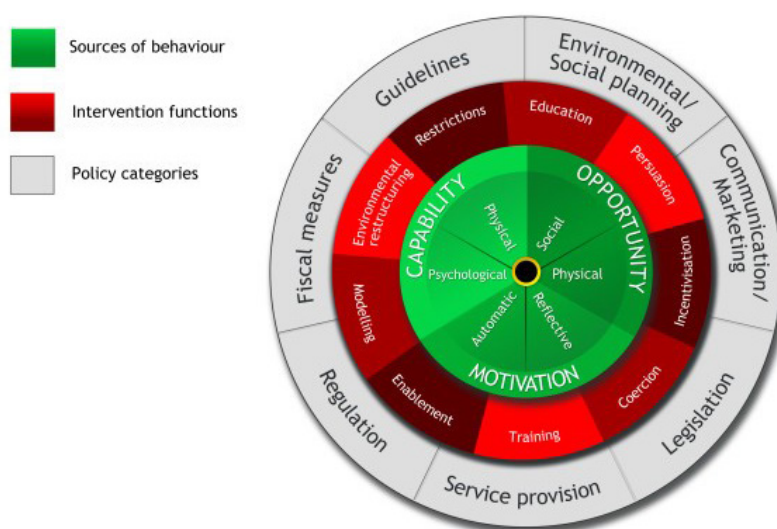 Sources of behaviour
Intervention functions
Policy categories
Guidelines
Environmental/
Social planning
Communication/
Marketing
Legislation
Service provision
Regulation
Fiscal measures
Restrictions
Education
Persuasion
Incentivisation
Coercion
Training
Enablement
Modelling
Environmental
restructuring
CAPABILITY
OPPORTUNITY
MOTIVATION
Physical
Social
Physical
Reflective
Automatic
Psychological